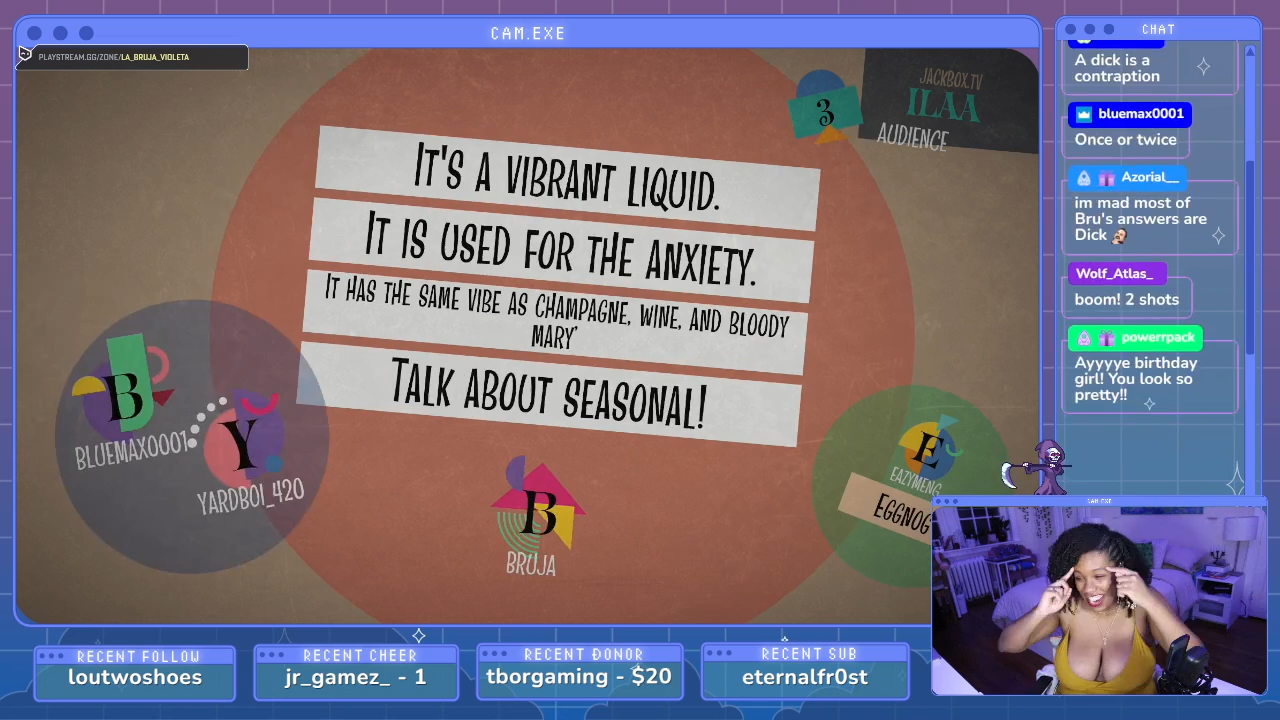 CAM.EXE
PLAYSTREAM.GG/ZONE/LA_BRUJA_VIOLETA
IT'S A VIBRANT LIQUID.
IT IS USED FOR THE ANXIETY.
IT HAS THE SAME VIBE AS CHAMPAGNE, WINE, AND BLOODY
MARY'
TALK ABOUT SEASONAL!
3
JACKBOX.TV
ILAA
AUDIENCE
B
BLUEMAX0001
Y
YARDBOI_420
B
BRUJA
E
EAZYMENG
EGGNOG
CHAT
A dick is a
contraption
bluemax0001
Once or twice
Azorial__
im mad most of
Bru's answers are
Dick
Wolf_Atlas_
boom! 2 shots
powerrpack
Ayyyye birthday
girl! You look so
pretty!!
CAM.EXE
RECENT FOLLOW
loutwoshoes
RECENT CHEER
jr_gamez_ - 1
RECENT DONOR
tborgaming - $20
RECENT SUB
eternalfr0st